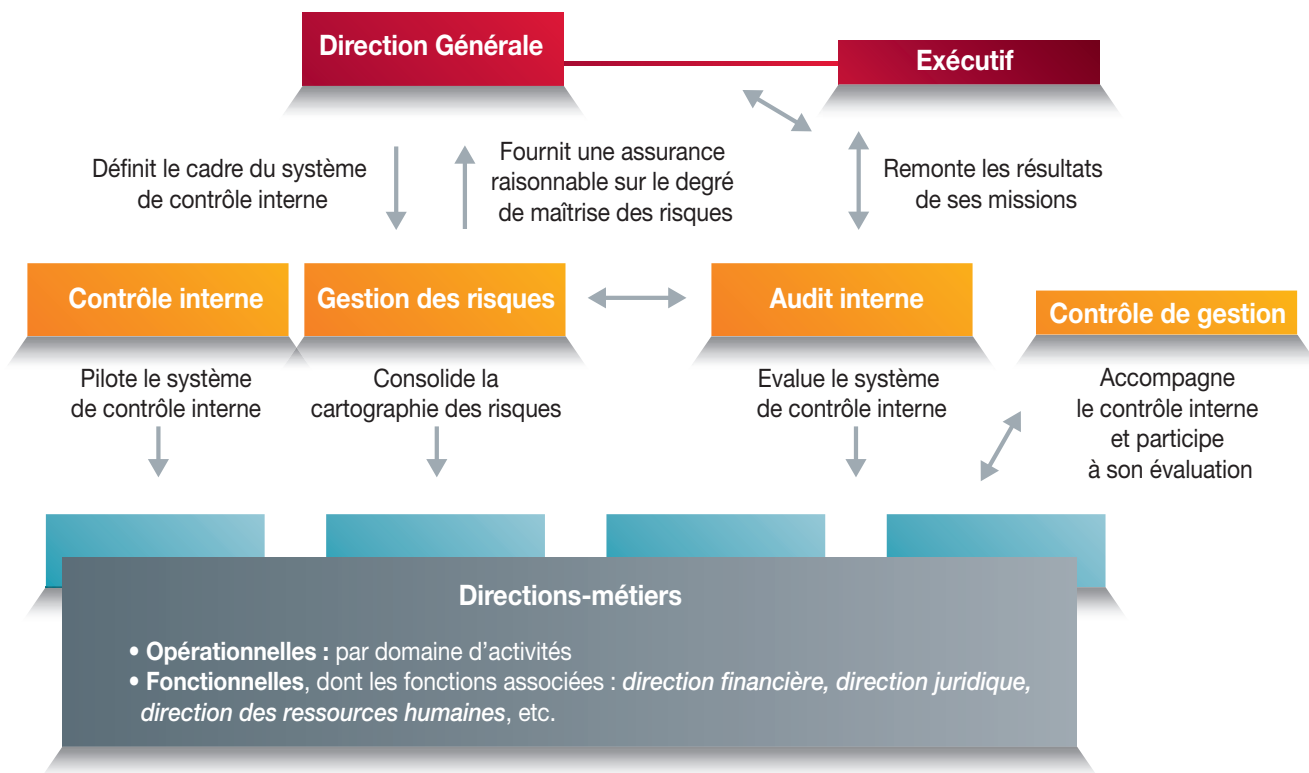 Direction Générale
Exécutif
Définit le cadre du système
de contrôle interne
Fournit une assurance
raisonnable sur le degré
de maîtrise des risques
Remonte les résultats
de ses missions
Contrôle interne
Gestion des risques
Audit interne
Contrôle de gestion
Pilote le système
de contrôle interne
Consolide la
cartographie des risques
Evalue le système
de contrôle interne
Accompagne
le contrôle interne
et participe
à son évaluation
Directions-métiers
• Opérationnelles : par domaine d’activités
• Fonctionnelles, dont les fonctions associées : direction financière, direction juridique,
direction des ressources humaines, etc.